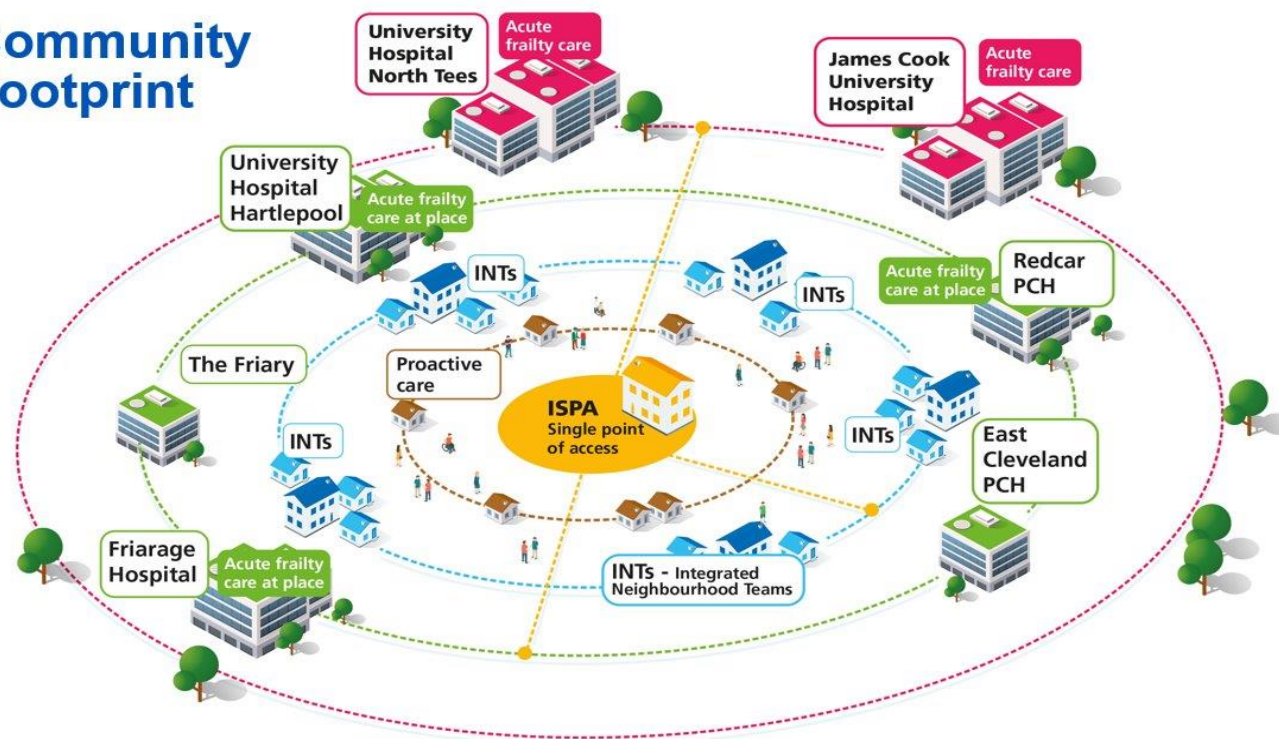 ommunity
ootprint
University
Hospital
North Tees
Acute
frailty care
James Cook
University
Hospital
Acute
frailty care
University
Hospital
Hartlepool
Acute frailty
care at place
INTs
INTs
Acute frailty
care at place
Redcar
PCH
The Friary
Proactive
care
ISPA
Single point
of access
INTs
INTs
East
Cleveland
PCH
Friarage
Hospital
Acute frailty
care at place
INTs - Integrated
Neighbourhood Teams